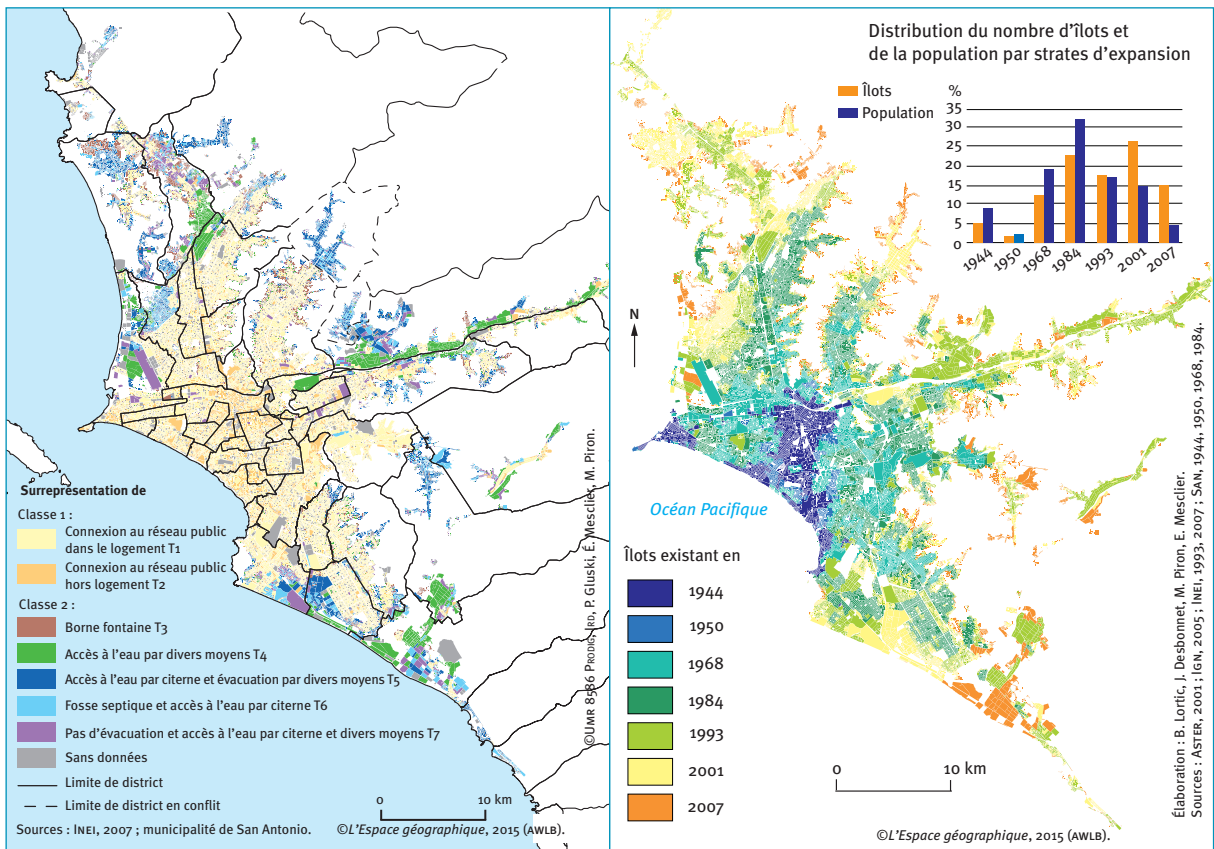 Surreprésentation de
Classe 1 :
Connexion au réseau public
dans le logement T1
Connexion au réseau public
hors logement T2
Classe 2 :
Borne fontaine T3
Accès à l'eau par divers moyens T4
Accès à l'eau par citerne et évacuation par divers moyens T5
Fosse septique et accès à l'eau par citerne T6
Pas d'évacuation et accès à l'eau par citerne et divers moyens T7
Sans données
Limite de district
Limite de district en conflit
0 10 km
Sources : INEI, 2007 ; municipalité de San Antonio.
©L'Espace géographique, 2015 (AWLB).
©UMR 8586 PRODIG, IRD, P. Gluski, É. Mesclier, M. Piron.
Distribution du nombre d'îlots et
de la population par strates d'expansion
Îlots
Population
%
35
30
25
20
15
10
5
0
1944 1950 1968 1984 1993 2001 2007
N
Océan Pacifique
Îlots existant en
1944
1950
1968
1984
1993
2001
2007
0 10 km
©L'Espace géographique, 2015 (AWLB).
Élaboration : B. Lortic, J. Desbonnet, M. Piron, E. Mesclier.
Sources : ASTER, 2001 ; IGN, 2005 ; INEI, 1993, 2007 ; SAN, 1944, 1950, 1968, 1984.